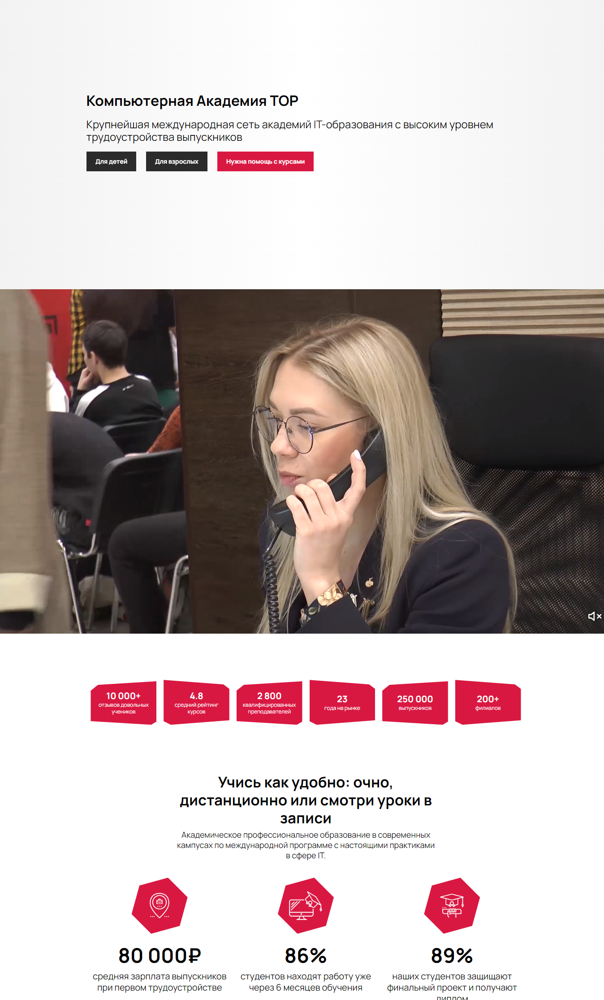 Компьютерная Академия TOP
Крупнейшая международная сеть академий IT-образования с высоким уровнем
трудоустройства выпускников
Для детей
Для взрослых
Нужна помощь с курсами
10 000+
отзывов довольных
учеников
4.8
средний рейтинг
курсов
2 800
квалифицированных
преподавателей
23
года на рынке
250 000
выпускников
200+
филиалов
Учись как удобно: очно,
дистанционно или смотри уроки в
записи
Академическое профессиональное образование в современных
кампусах по международной программе с настоящими практиками
в сфере IT.
80 000₽
средняя зарплата выпускников
при первом трудоустройстве
86%
студентов находят работу уже
через 6 месяцев обучения
89%
наших студентов защищают
финальный проект и получают
диплом